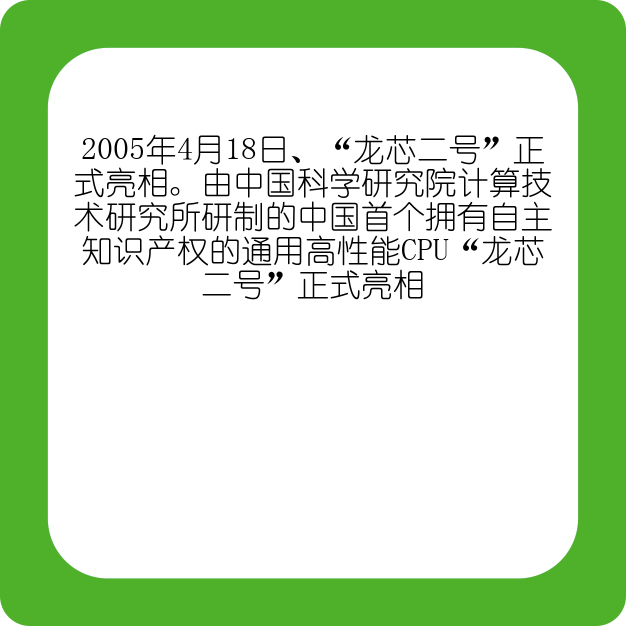 2005年4月18日、“龙芯二号”正
式亮相。由中国科学研究院计算技
术研究所研制的中国首个拥有自主
知识产权的通用高性能CPU“龙芯
二号”正式亮相